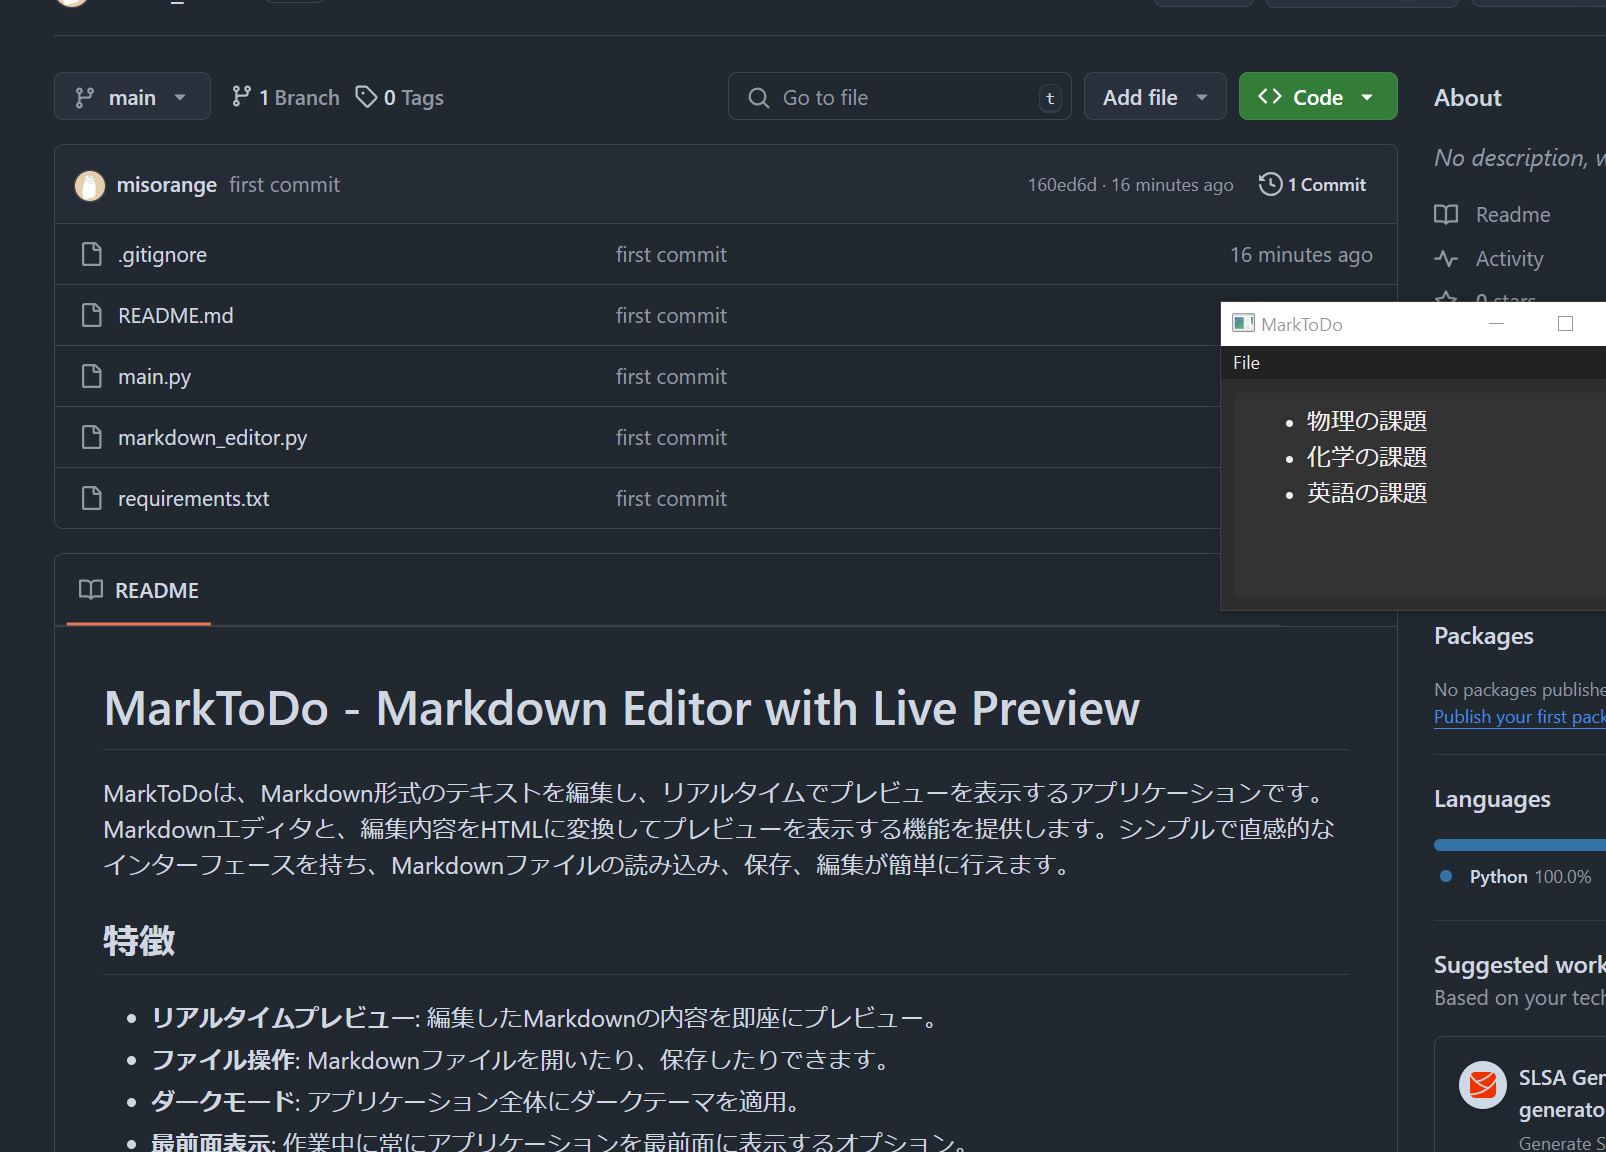 main
1 Branch
0 Tags
Go to file
t
Add file
Code
misorange first commit
160ed6d · 16 minutes ago
1 Commit
.gitignore first commit 16 minutes ago
README.md first commit
main.py first commit
markdown_editor.py first commit
requirements.txt first commit
README
MarkToDo - Markdown Editor with Live Preview
MarkToDoは、Markdown形式のテキストを編集し、リアルタイムでプレビューを表示するアプリケーションです。
Markdownエディタと、編集内容をHTMLに変換してプレビューを表示する機能を提供します。シンプルで直感的な
インターフェースを持ち、Markdownファイルの読み込み、保存、編集が簡単に行えます。
特徴
• リアルタイムプレビュー: 編集したMarkdownの内容を即座にプレビュー。
• ファイル操作: Markdownファイルを開いたり、保存したりできます。
• ダークモード: アプリケーション全体にダークテーマを適用。
• 最前面表示: 作業中に常にアプリケーションを最前面に表示するオプション。
About
No description, w
Readme
Activity
0 stars
MarkToDo
File
• 物理の課題
• 化学の課題
• 英語の課題
Packages
No packages publishe
Publish your first pack
Languages
Python 100.0%
Suggested work
Based on your tech
SLSA Gen
generato
Generate S